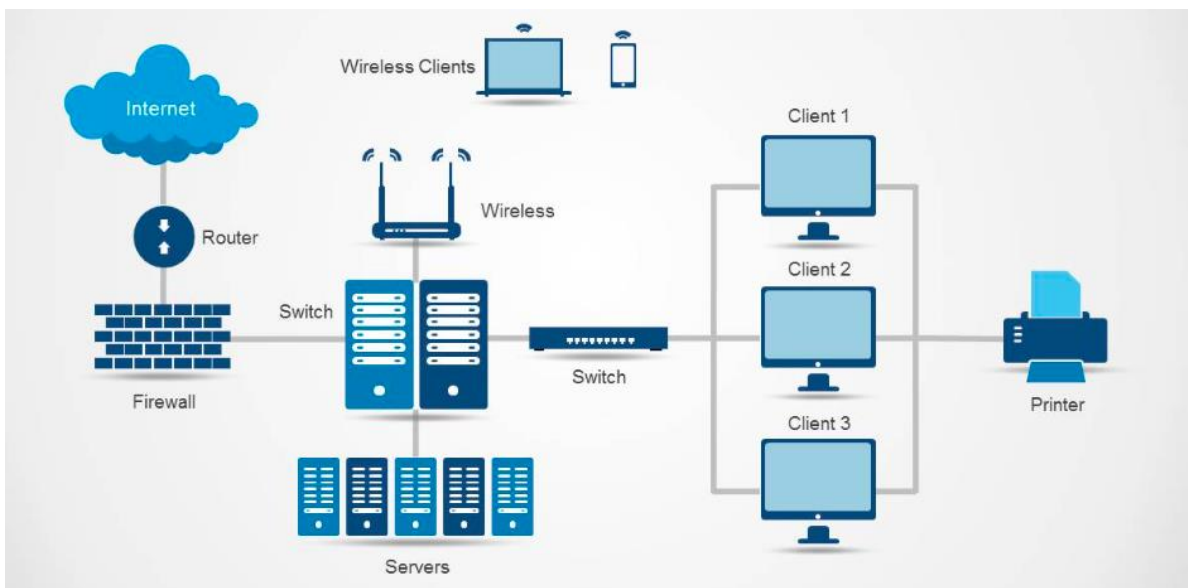 Wireless Clients
Internet
Client 1
Wireless
Router
Client 2
Switch
Switch
Firewall
Printer
Client 3
Servers